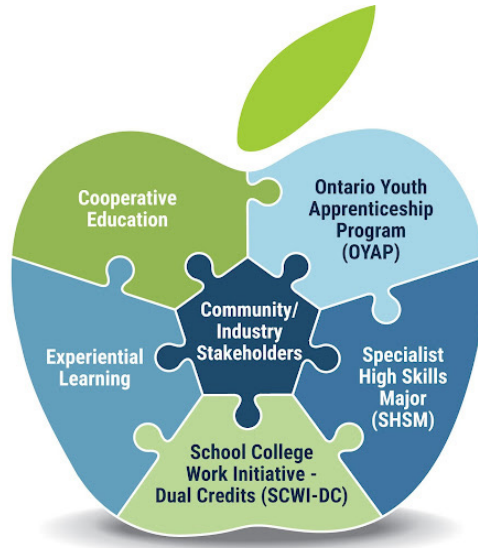 Cooperative
Education
Ontario Youth
Apprenticeship
Program
(OYAP)
Community/
Industry
Stakeholders
Experiential
Learning
Specialist
High Skills
Major
(SHSM)
School College
Work Initiative -
Dual Credits (SCWI-DC)